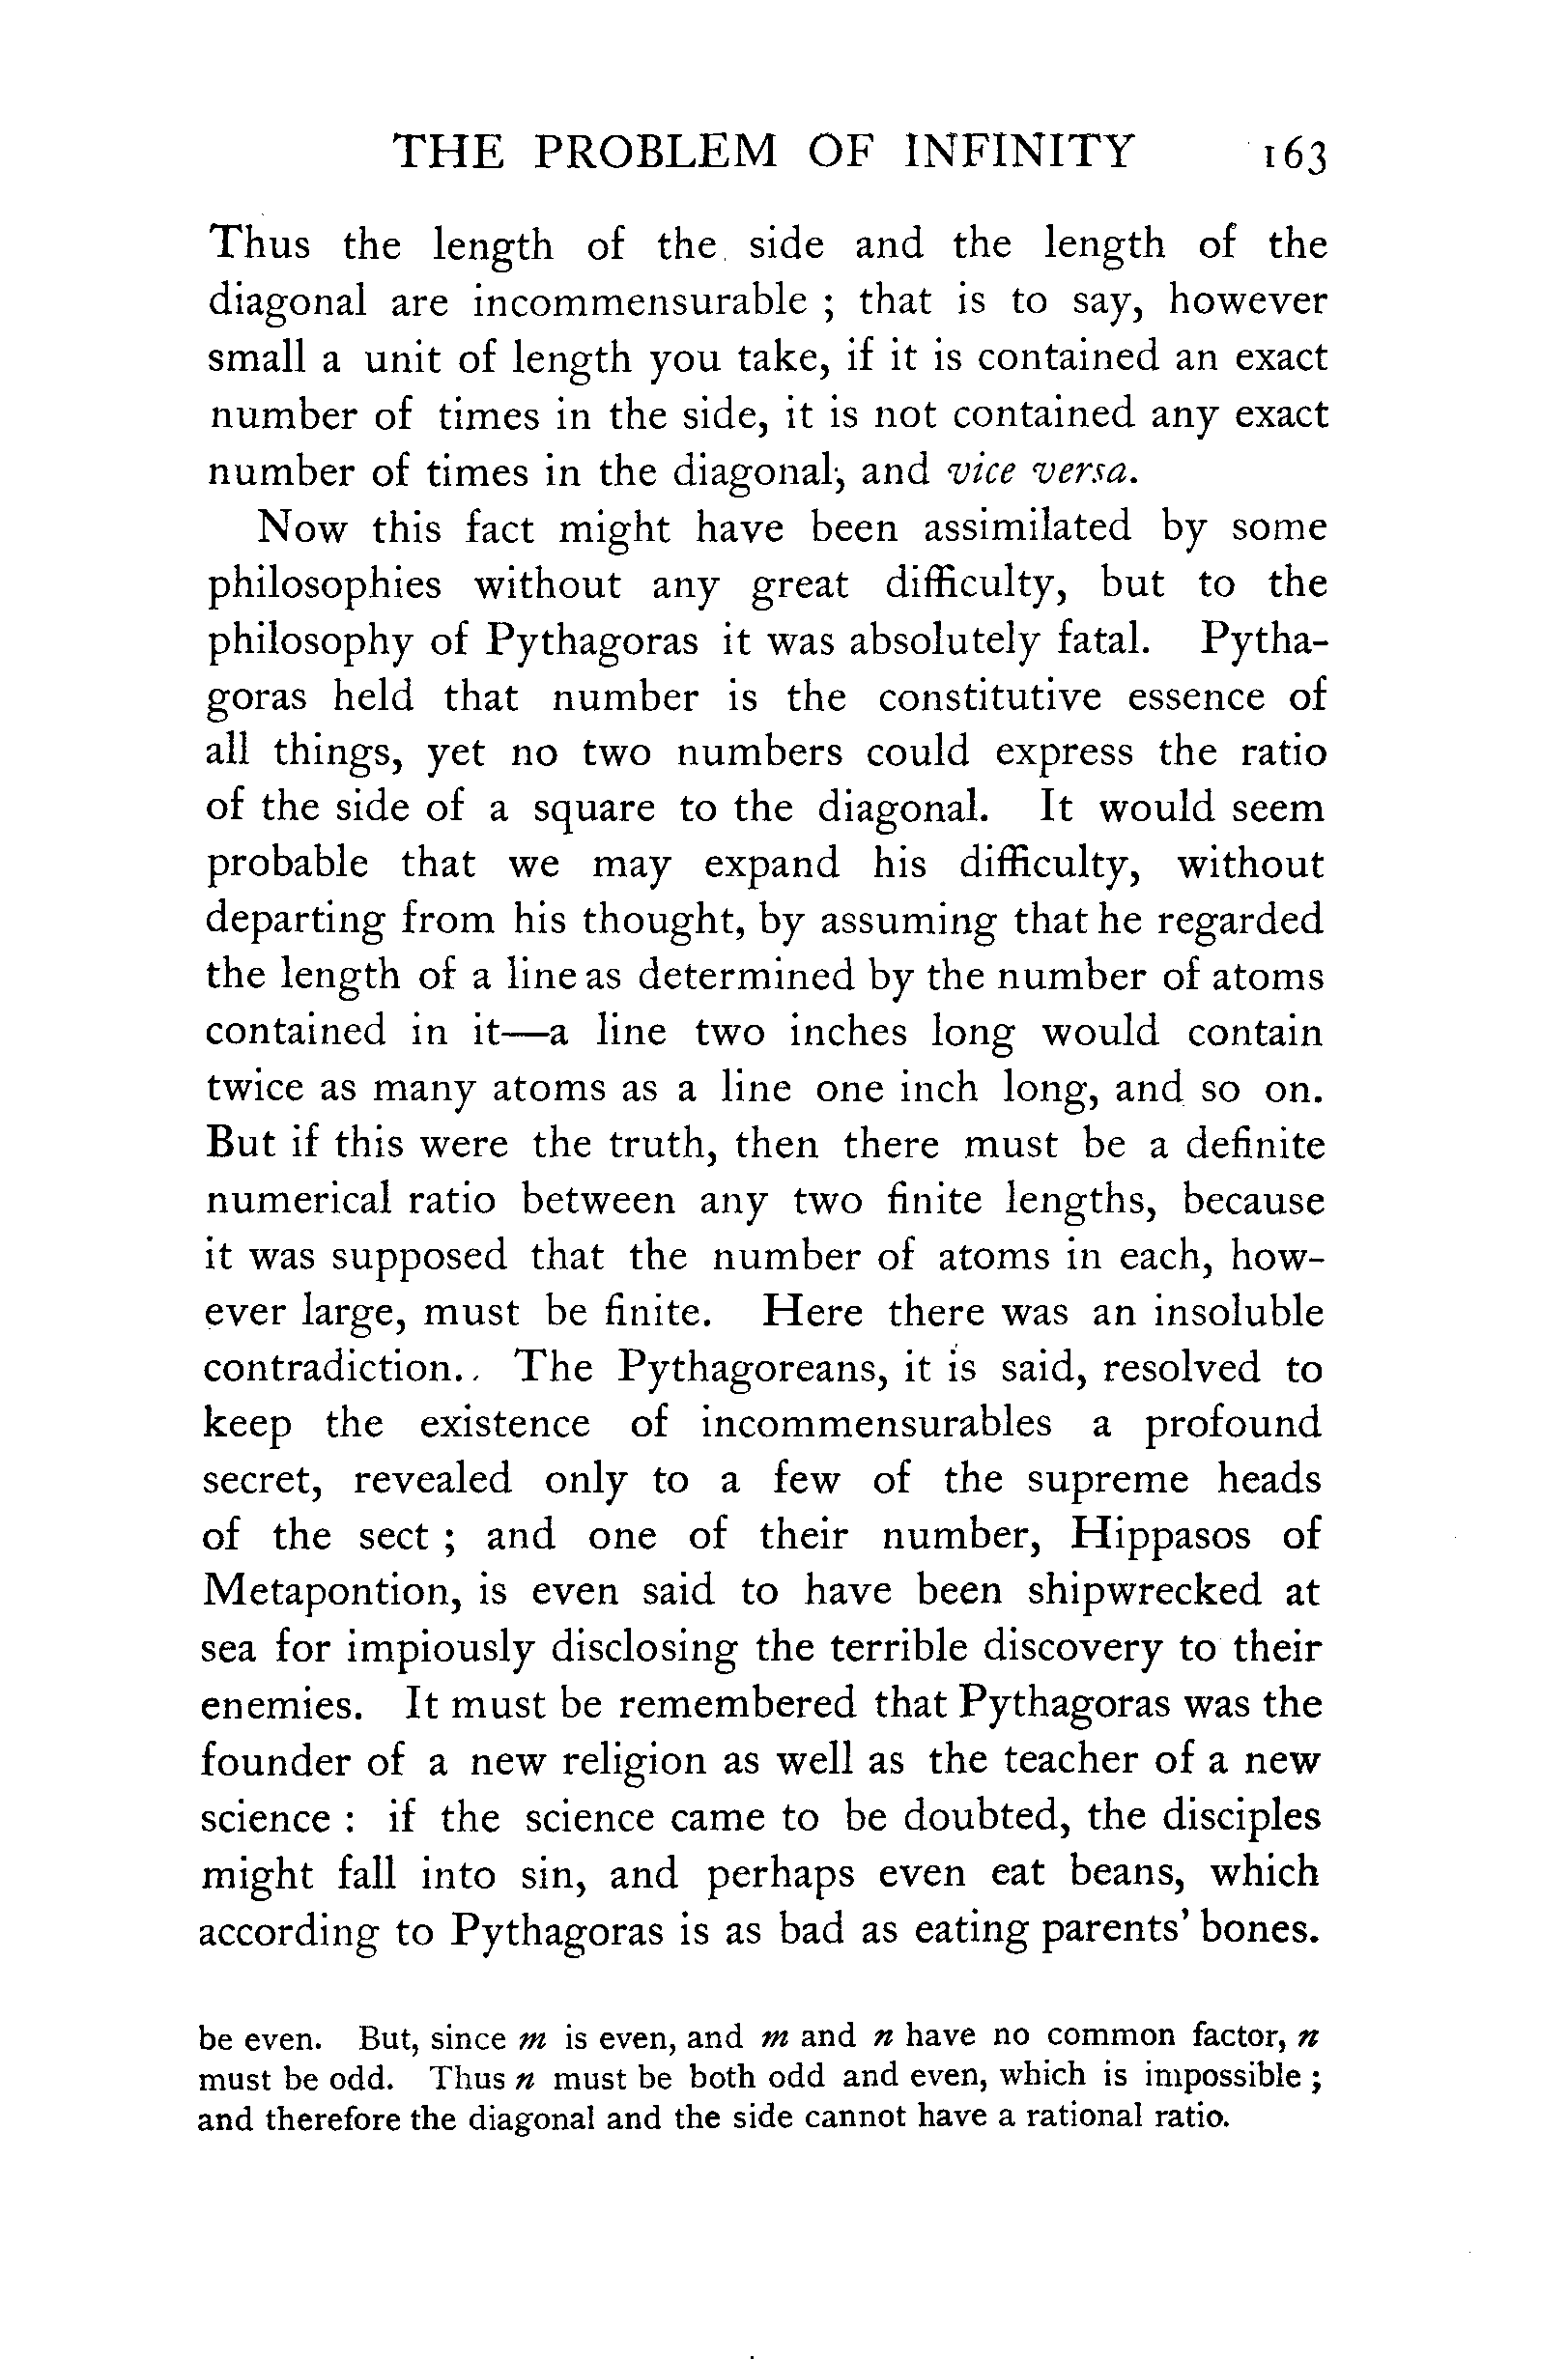 THE PROBLEM OF INFINITY 163
Thus the length of the side and the length of the
diagonal are incommensurable ; that is to say, however
small a unit of length you take, if it is contained an exact
number of times in the side, it is not contained any exact
number of times in the diagonal, and vice versa.
Now this fact might have been assimilated by some
philosophies without any great difficulty, but to the
philosophy of Pythagoras it was absolutely fatal. Pytha-
goras held that number is the constitutive essence of
all things, yet no two numbers could express the ratio
of the side of a square to the diagonal. It would seem
probable that we may expand his difficulty, without
departing from his thought, by assuming that he regarded
the length of a line as determined by the number of atoms
contained in it—a line two inches long would contain
twice as many atoms as a line one inch long, and so on.
But if this were the truth, then there must be a definite
numerical ratio between any two finite lengths, because
it was supposed that the number of atoms in each, how-
ever large, must be finite. Here there was an insoluble
contradiction. The Pythagoreans, it is said, resolved to
keep the existence of incommensurables a profound
secret, revealed only to a few of the supreme heads
of the sect ; and one of their number, Hippasos of
Metapontion, is even said to have been shipwrecked at
sea for impiously disclosing the terrible discovery to their
enemies. It must be remembered that Pythagoras was the
founder of a new religion as well as the teacher of a new
science : if the science came to be doubted, the disciples
might fall into sin, and perhaps even eat beans, which
according to Pythagoras is as bad as eating parents' bones.
be even. But, since m is even, and m and n have no common factor, n
must be odd. Thus n must be both odd and even, which is impossible ;
and therefore the diagonal and the side cannot have a rational ratio.